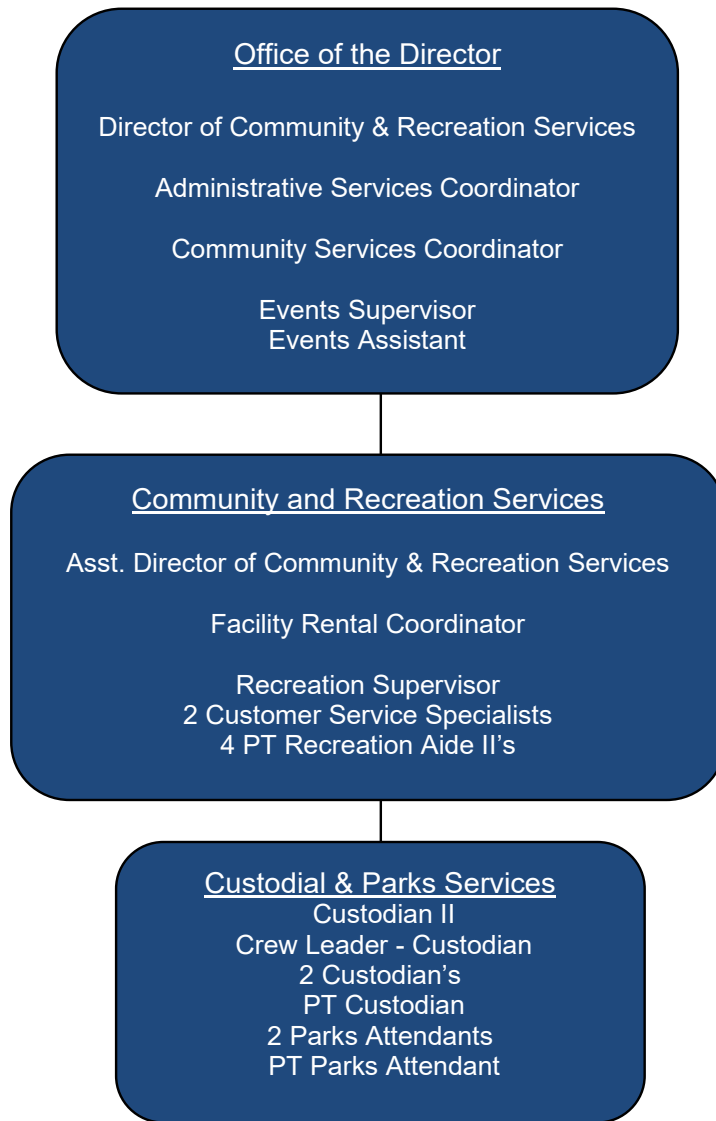 Office of the Director
Director of Community & Recreation Services
Administrative Services Coordinator
Community Services Coordinator
Events Supervisor
Events Assistant
Community and Recreation Services
Asst. Director of Community & Recreation Services
Facility Rental Coordinator
Recreation Supervisor
2 Customer Service Specialists
4 PT Recreation Aide II’s
Custodial & Parks Services
Custodian II
Crew Leader - Custodian
2 Custodian’s
PT Custodian
2 Parks Attendants
PT Parks Attendant